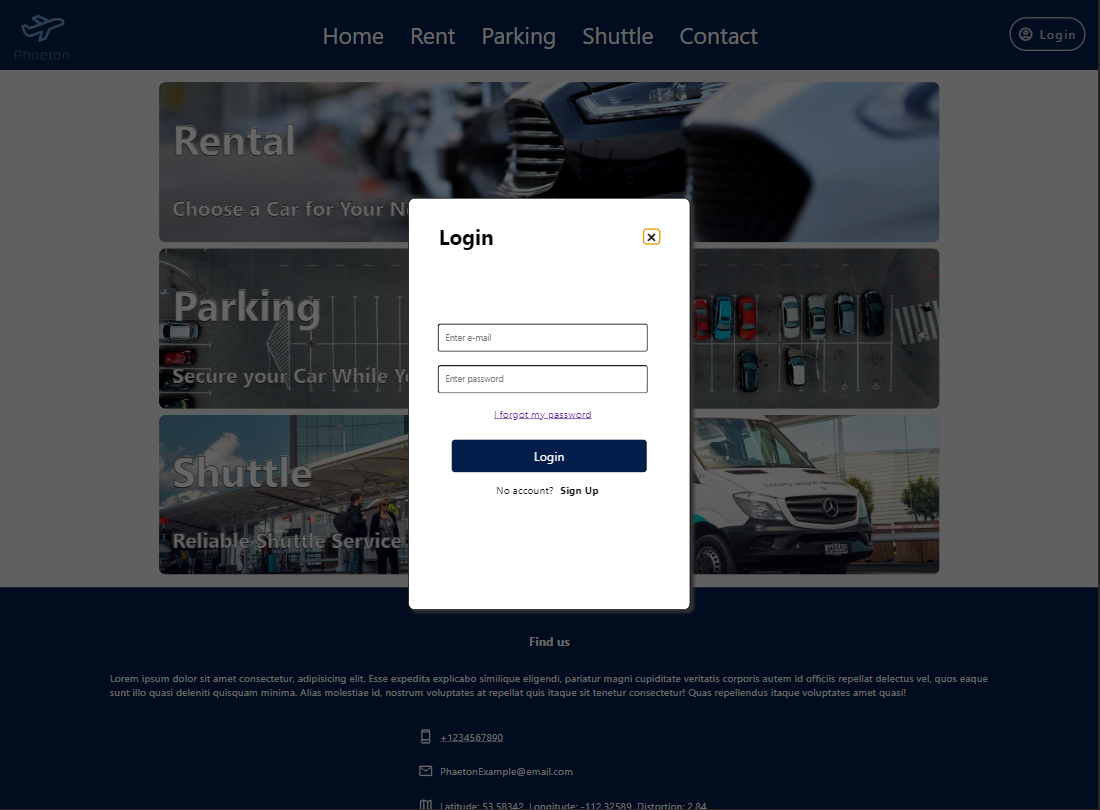 Phaeton
Home Rent Parking Shuttle Contact
Login
Rental
Choose a Car for Your
Parking
Secure your Car While
Shuttle
Reliable Shuttle Service
Login
Enter e-mail
Enter password
I forgot my password
Login
No account? Sign Up
Find us
Lorem ipsum dolor sit amet consectetur, adipisicing elit. Esse expedita explicabo similique eligendi, pariatur magni cupiditate veritatis corporis autem id officiis repellat delectus vel, quos eaque
sunt illo quasi deleniti quisquam minima. Alias molestiae id, nostrum voluptates at repellat quis itaque sit tenetur consectetur! Quas repellendus itaque voluptates amet quasi!
+1234567890
PhaetonExample@email.com
Latitude: 53.58342, Longitude: -112.32589, Distortion: 2.84